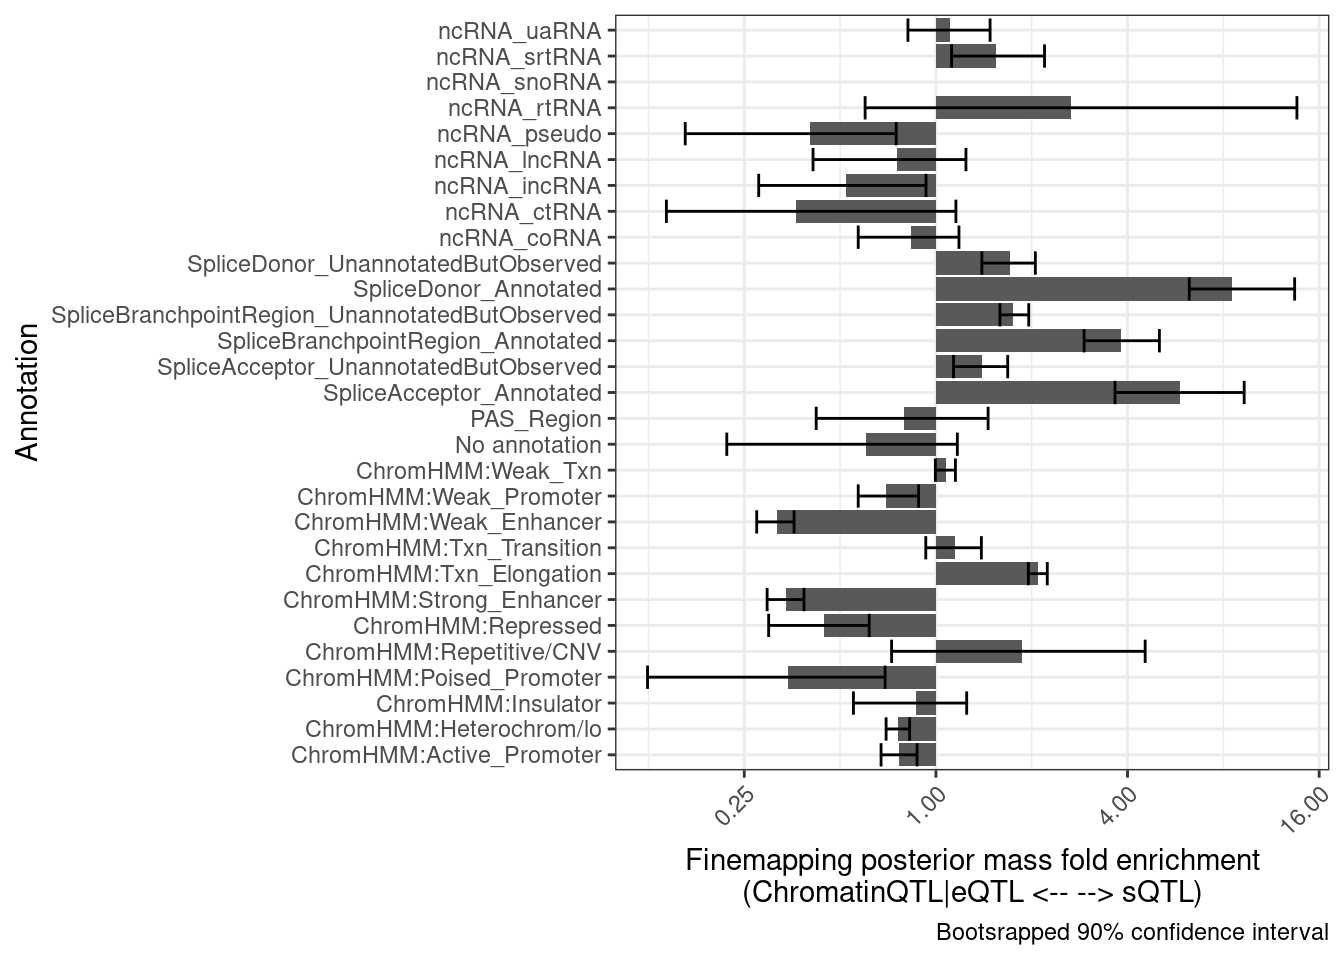 ncRNA_uaRNA
ncRNA_srtRNA
ncRNA_snoRNA
ncRNA_rtRNA
ncRNA_pseudo
ncRNA_lncRNA
ncRNA_incRNA
ncRNA_ctRNA
ncRNA_coRNA
SpliceDonor_UnannotatedButObserved
SpliceDonor_Annotated
SpliceBranchpointRegion_UnannotatedButObserved
SpliceBranchpointRegion_Annotated
SpliceAcceptor_UnannotatedButObserved
SpliceAcceptor_Annotated
PAS_Region
No annotation
ChromHMM:Weak_Txn
ChromHMM:Weak_Promoter
ChromHMM:Weak_Enhancer
ChromHMM:Txn_Transition
ChromHMM:Txn_Elongation
ChromHMM:Strong_Enhancer
ChromHMM:Repressed
ChromHMM:Repetitive/CNV
ChromHMM:Poised_Promoter
ChromHMM:Insulator
ChromHMM:Heterochrom/lo
ChromHMM:Active_Promoter
Annotation
0.25
1.00
4.00
16.00
Finemapping posterior mass fold enrichment
(ChromatinQTL|eQTL <-- --> sQTL)
Bootsrapped 90% confidence interval